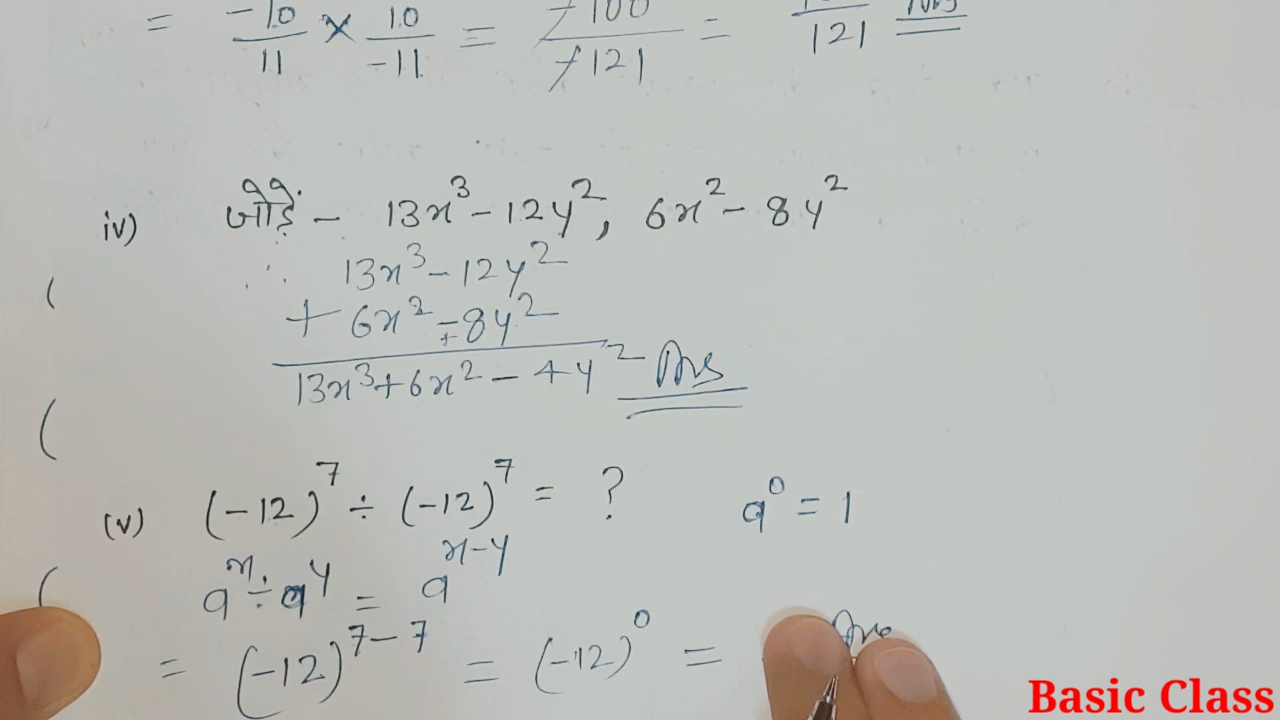 = -10/11 × 10/-11 = -100/-121 = /121 Ans
iv) जोड़ें - 13x³ - 12y², 6x² - 8y²
∴ 13x³ - 12y²
+ 6x² - 8y²
+
13x³ + 6x² - 4y² Ans
(v) (-12)⁷ ÷ (-12)⁷ = ? a⁰ = 1
aˣ ÷ aʸ = aˣ⁻ʸ
= (-12)⁷⁻⁷ = (-12)⁰ = Ans
Basic Class